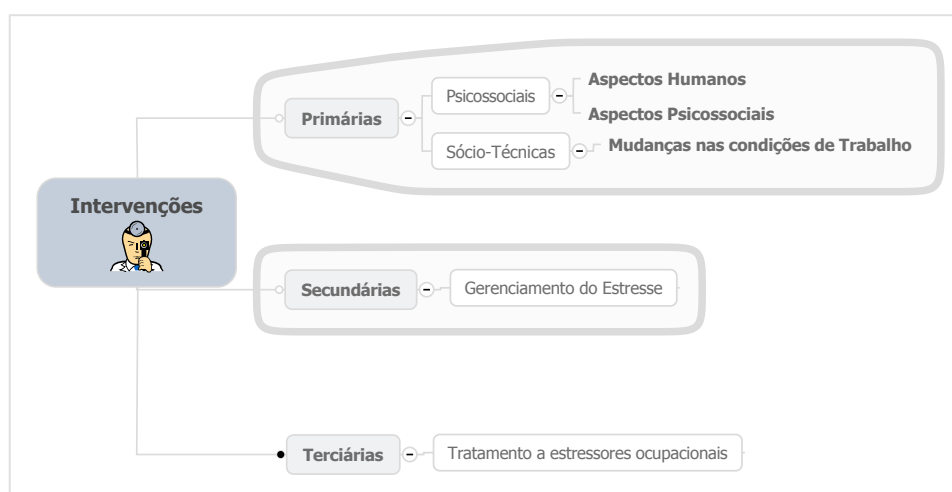 Intervenções
Primárias
Psicossociais
Aspectos Humanos
Aspectos Psicossociais
Sócio-Técnicas
Mudanças nas condições de Trabalho
Secundárias
Gerenciamento do Estresse
Terciárias
Tratamento a estressores ocupacionais